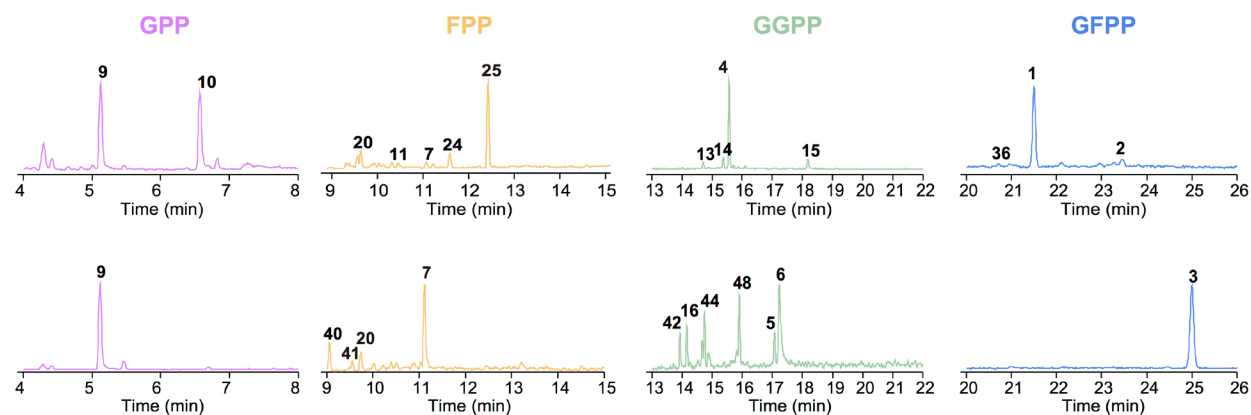 GPP FPP GGPP GFPP
9 10 20 11 7 24 25 13 14 4 15 36 1 2
4 5 6 7 8 9 10 11 12 13 14 15 13 14 15 16 17 18 19 20 21 22 20 21 22 23 24 25 26
Time (min) Time (min) Time (min) Time (min)
9 40 41 20 7 42 16 44 48 5 6 3
4 5 6 7 8 9 10 11 12 13 14 15 13 14 15 16 17 18 19 20 21 22 20 21 22 23 24 25 26
Time (min) Time (min) Time (min) Time (min)